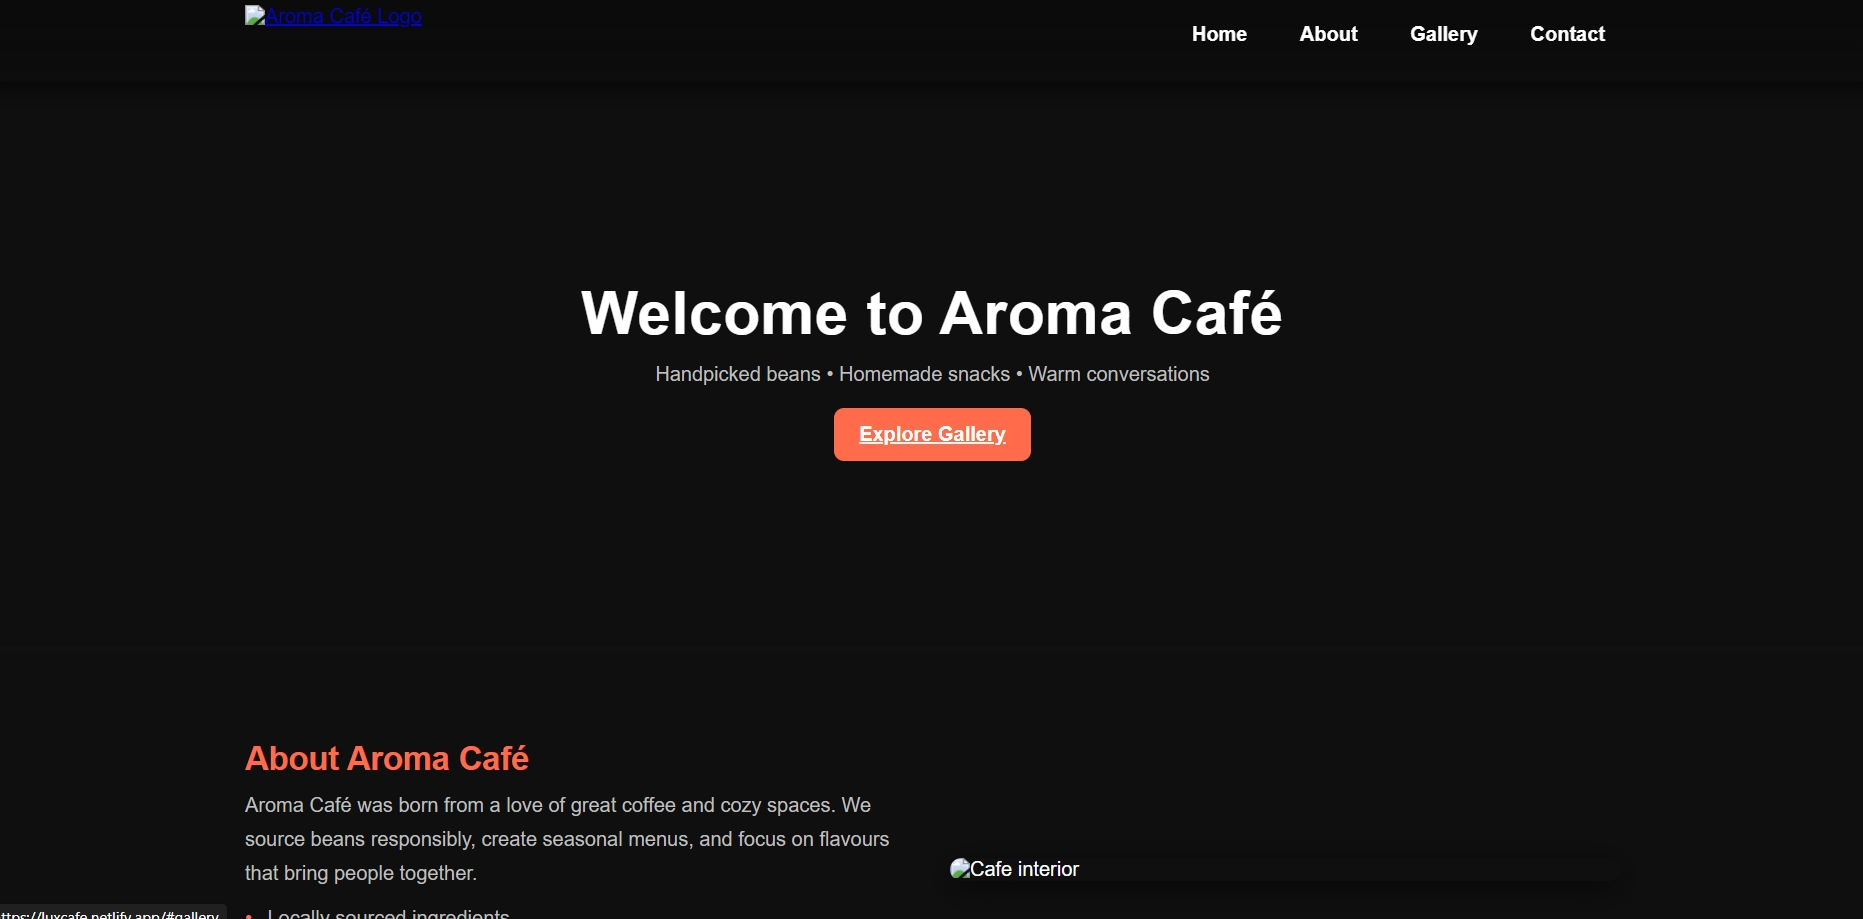 Aroma Café Logo
Home About Gallery Contact
Welcome to Aroma Café
Handpicked beans • Homemade snacks • Warm conversations
Explore Gallery
About Aroma Café
Aroma Café was born from a love of great coffee and cozy spaces. We
source beans responsibly, create seasonal menus, and focus on flavours
that bring people together.
Cafe interior
• Locally sourced ingredients
ttps://luxcafe.netlify.app/#gallery